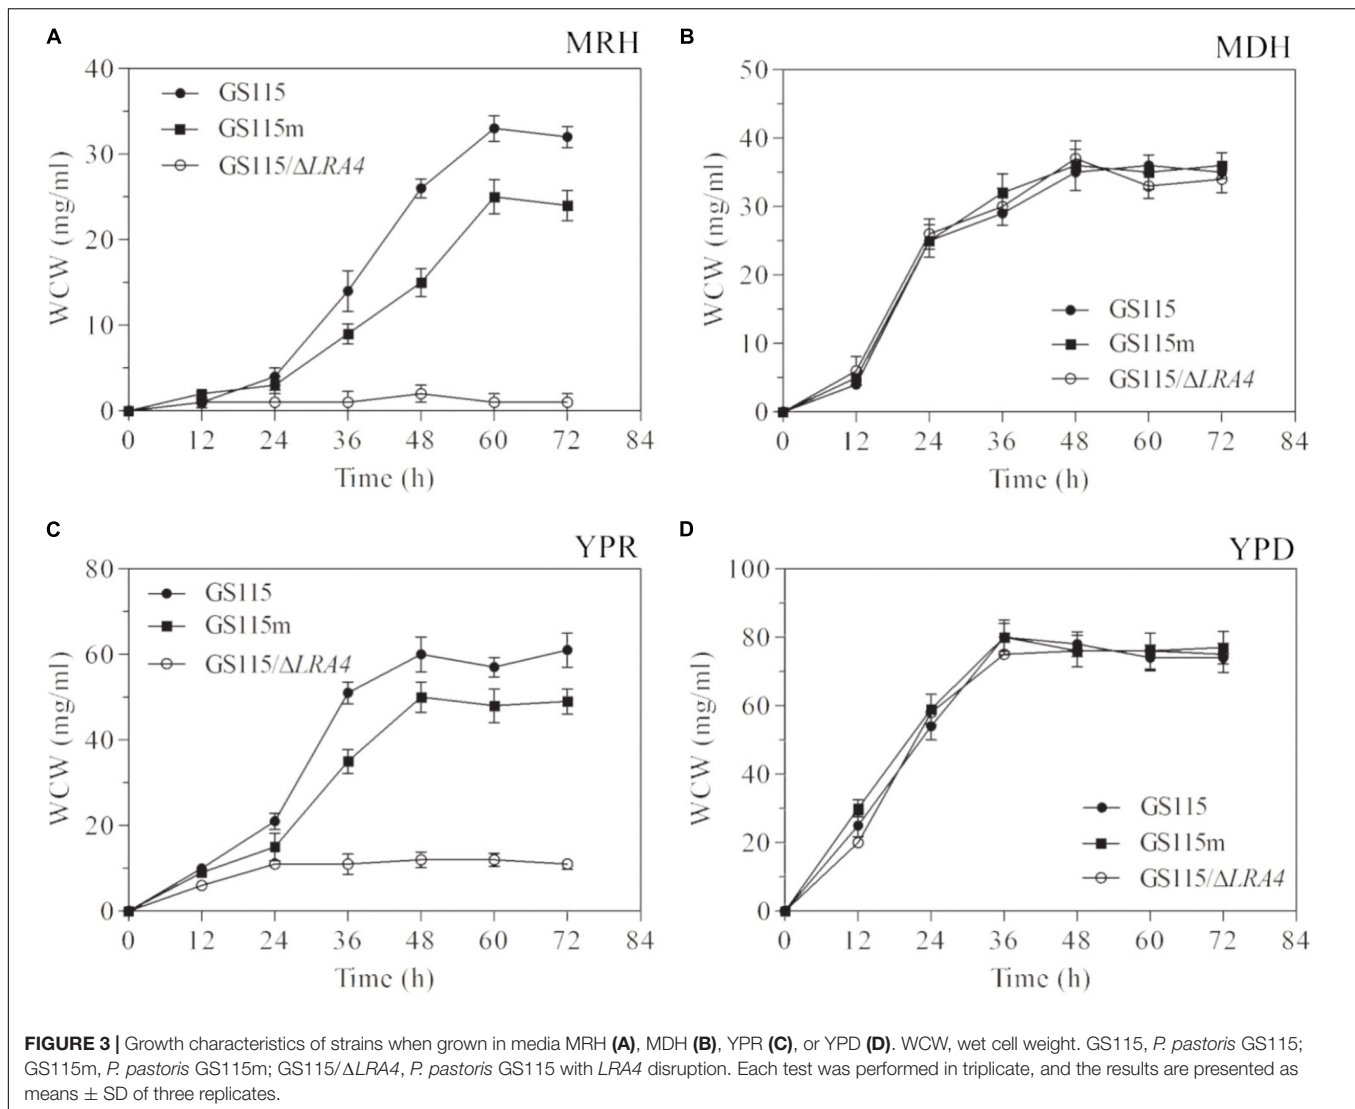 A
MRH
40
30
20
10
0
WCW (mg/ml)
GS115
GS115m
GS115/ΔLRA4
0 12 24 36 48 60 72 84
Time (h)
B
MDH
50
40
30
20
10
0
WCW (mg/ml)
GS115
GS115m
GS115/ΔLRA4
0 12 24 36 48 60 72 84
Time (h)
C
YPR
80
60
40
20
0
WCW (mg/ml)
GS115
GS115m
GS115/ΔLRA4
0 12 24 36 48 60 72 84
Time (h)
D
YPD
100
80
60
40
20
0
WCW (mg/ml)
GS115
GS115m
GS115/ΔLRA4
0 12 24 36 48 60 72 84
Time (h)
FIGURE 3 | Growth characteristics of strains when grown in media MRH (A), MDH (B), YPR (C), or YPD (D). WCW, wet cell weight. GS115, P. pastoris GS115;
GS115m, P. pastoris GS115m; GS115/ΔLRA4, P. pastoris GS115 with LRA4 disruption. Each test was performed in triplicate, and the results are presented as
means ± SD of three replicates.